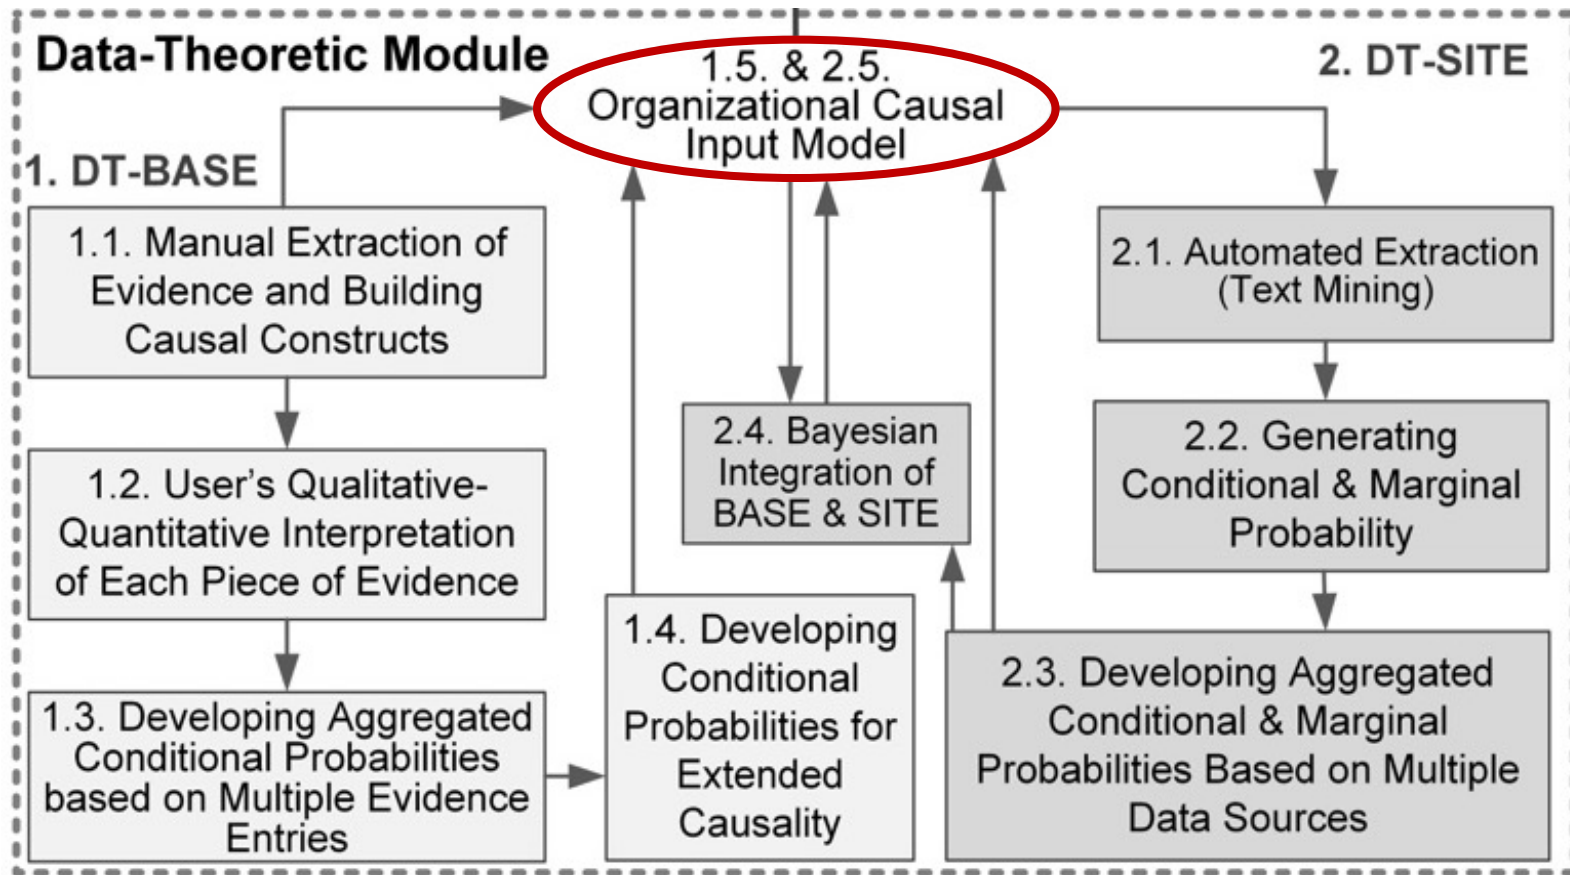 Data-Theoretic Module
1.5. & 2.5.
Organizational Causal
Input Model
2. DT-SITE
1. DT-BASE
1.1. Manual Extraction of
Evidence and Building
Causal Constructs
1.2. User’s Qualitative-
Quantitative Interpretation
of Each Piece of Evidence
1.3. Developing Aggregated
Conditional Probabilities
based on Multiple Evidence
Entries
1.4. Developing
Conditional
Probabilities for
Extended
Causality
2.4. Bayesian
Integration of
BASE & SITE
2.1. Automated Extraction
(Text Mining)
2.2. Generating
Conditional & Marginal
Probability
2.3. Developing Aggregated
Conditional & Marginal
Probabilities Based on Multiple
Data Sources